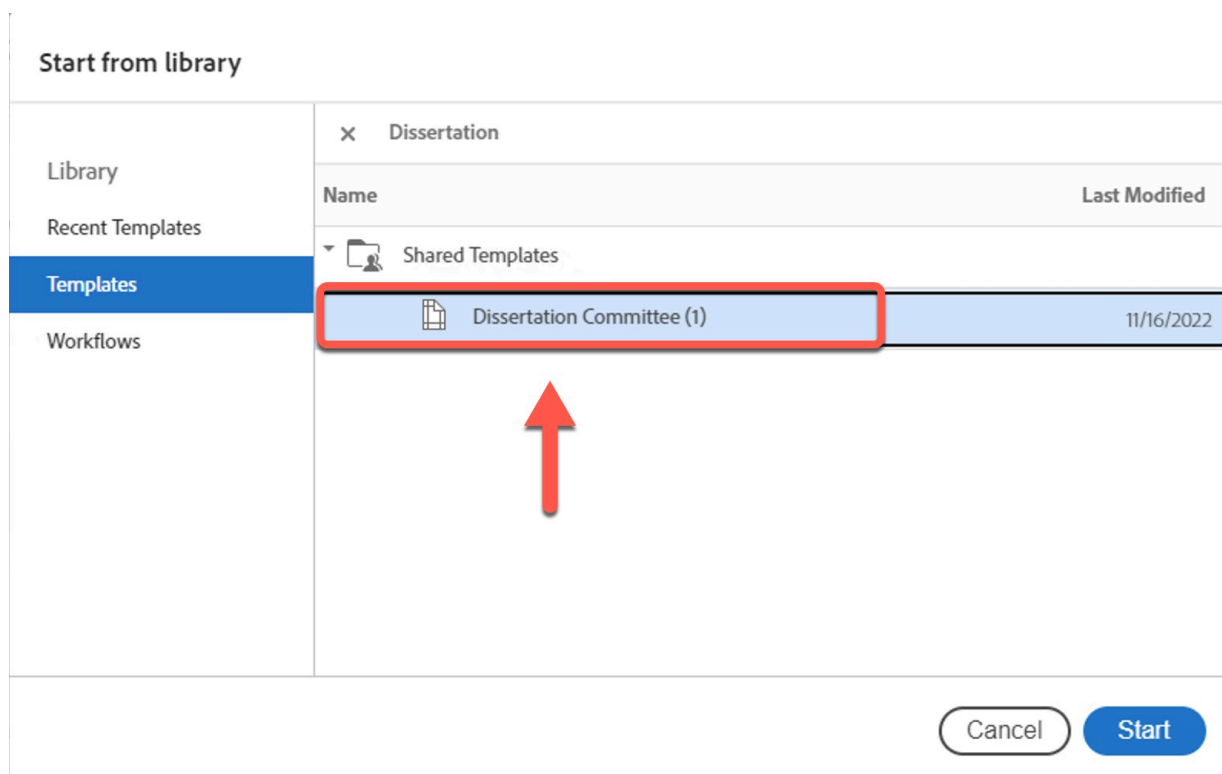 Start from library
Dissertation
Library
Name Last Modified
Recent Templates
Shared Templates
Templates
Dissertation Committee (1) 11/16/2022
Workflows
Cancel Start